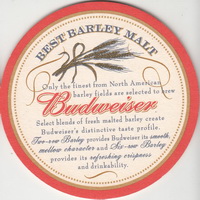 BEST BARLEY MALT
Only the finest from North American
barley fields are selected to brew
Budweiser
Select blends of fresh malted barley create
Budweiser's distinctive taste profile.
Two-row Barley provides Budweiser its smooth,
mellow character and Six-row Barley
provides its refreshing crispness
and drinkability.